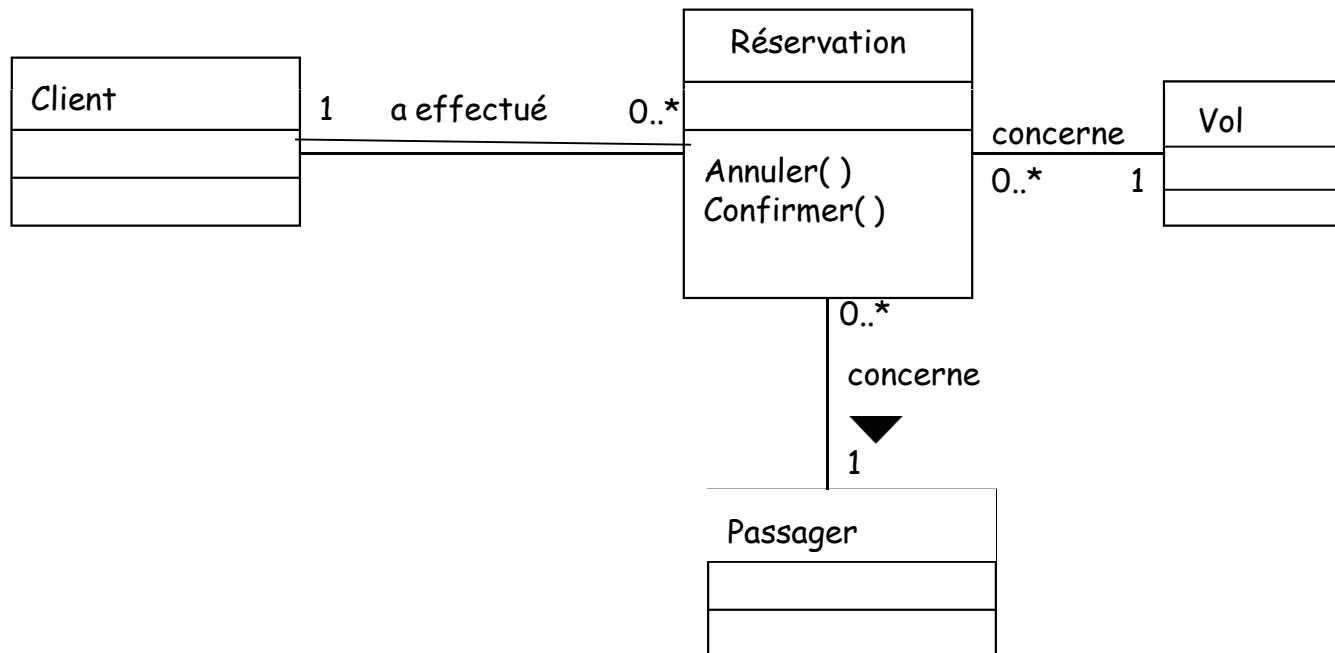 Réservation
Client
1 a effectué 0..*
Vol
concerne
0..* 1
Annuler( )
Confirmer( )
0..*
concerne
1
Passager